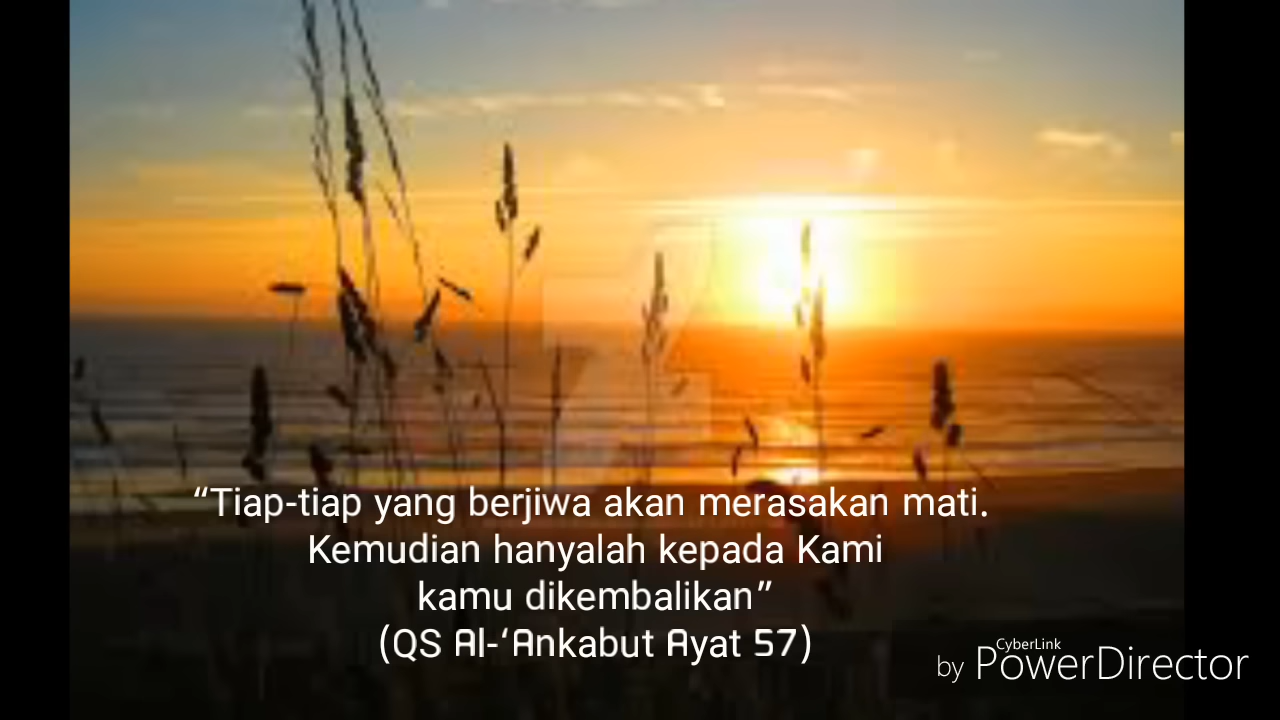 “Tiap-tiap yang berjiwa akan merasakan mati.
Kemudian hanyalah kepada Kami
kamu dikembalikan”
(QS Al-‘Ankabut Ayat 57)
by CyberLink PowerDirector